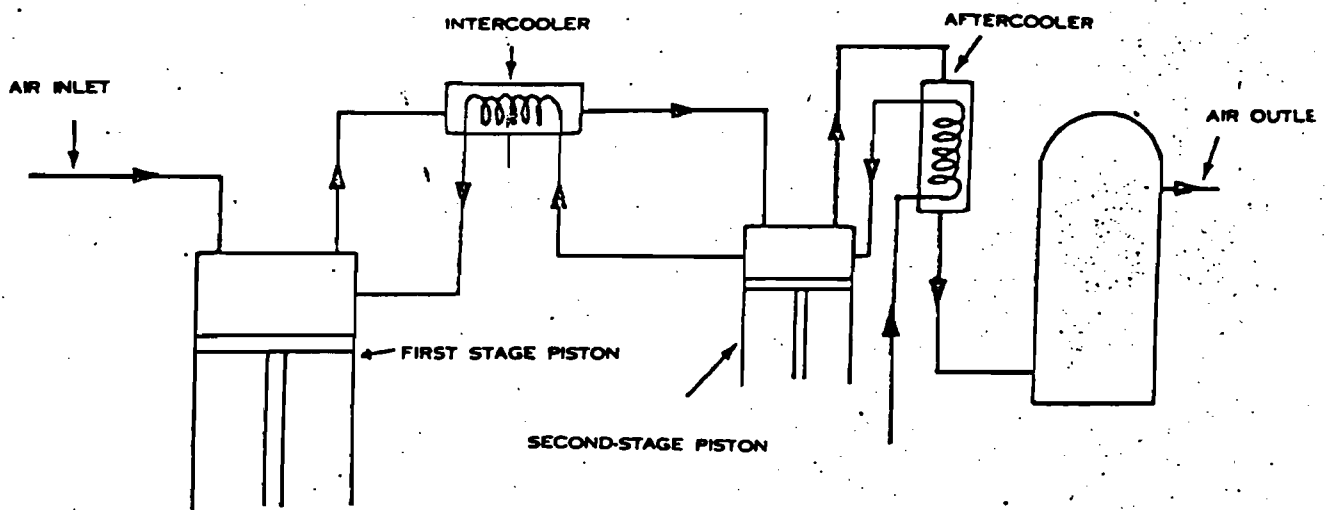 INTERCOOLER
AFTERCOOLER
AIR INLET
AIR OUTLE
FIRST STAGE PISTON
SECOND-STAGE PISTON